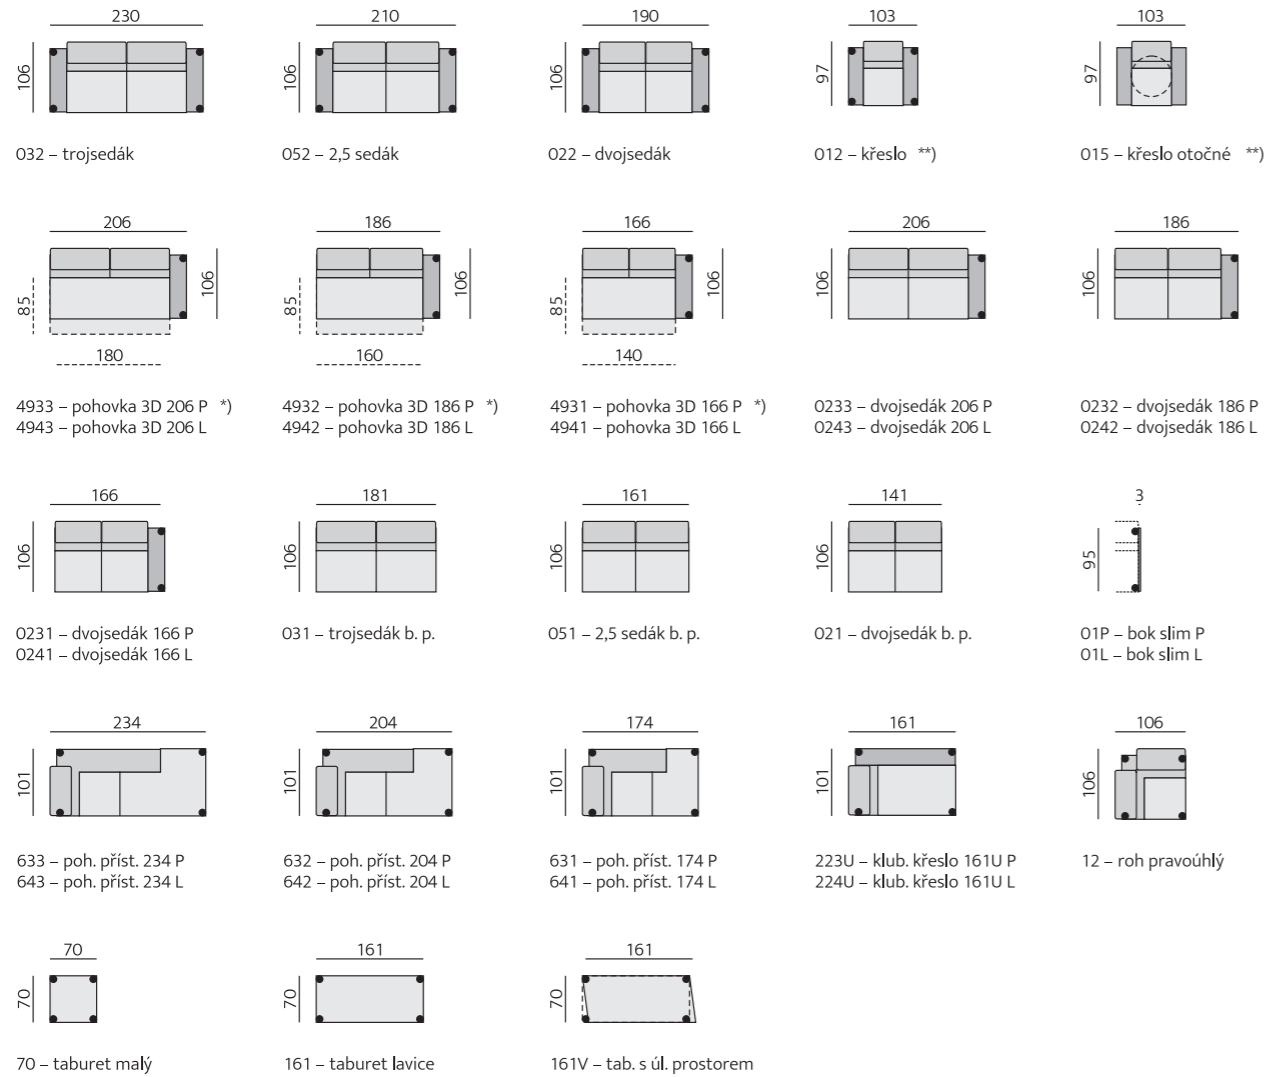 230
106
032 – trojsedák
210
106
052 – 2,5 sedák
190
106
022 – dvojsedák
103
97
012 – křeslo **)
103
97
015 – křeslo otočné **)
206
106
85
180
4933 – pohovka 3D 206 P *)
4943 – pohovka 3D 206 L
186
106
85
160
4932 – pohovka 3D 186 P *)
4942 – pohovka 3D 186 L
166
106
85
140
4931 – pohovka 3D 166 P *)
4941 – pohovka 3D 166 L
206
106
0233 – dvojsedák 206 P
0243 – dvojsedák 206 L
186
106
0232 – dvojsedák 186 P
0242 – dvojsedák 186 L
166
106
0231 – dvojsedák 166 P
0241 – dvojsedák 166 L
181
106
031 – trojsedák b. p.
161
106
051 – 2,5 sedák b. p.
141
106
021 – dvojsedák b. p.
3
95
01P – bok slim P
01L – bok slim L
234
101
633 – poh. příst. 234 P
643 – poh. příst. 234 L
204
101
632 – poh. příst. 204 P
642 – poh. příst. 204 L
174
101
631 – poh. příst. 174 P
641 – poh. příst. 174 L
161
101
223U – klub. křeslo 161U P
224U – klub. křeslo 161U L
106
106
12 – roh pravoúhlý
70
70
70 – taburet malý
161
70
161 – taburet lavice
161
70
161V – tab. s úl. prostorem